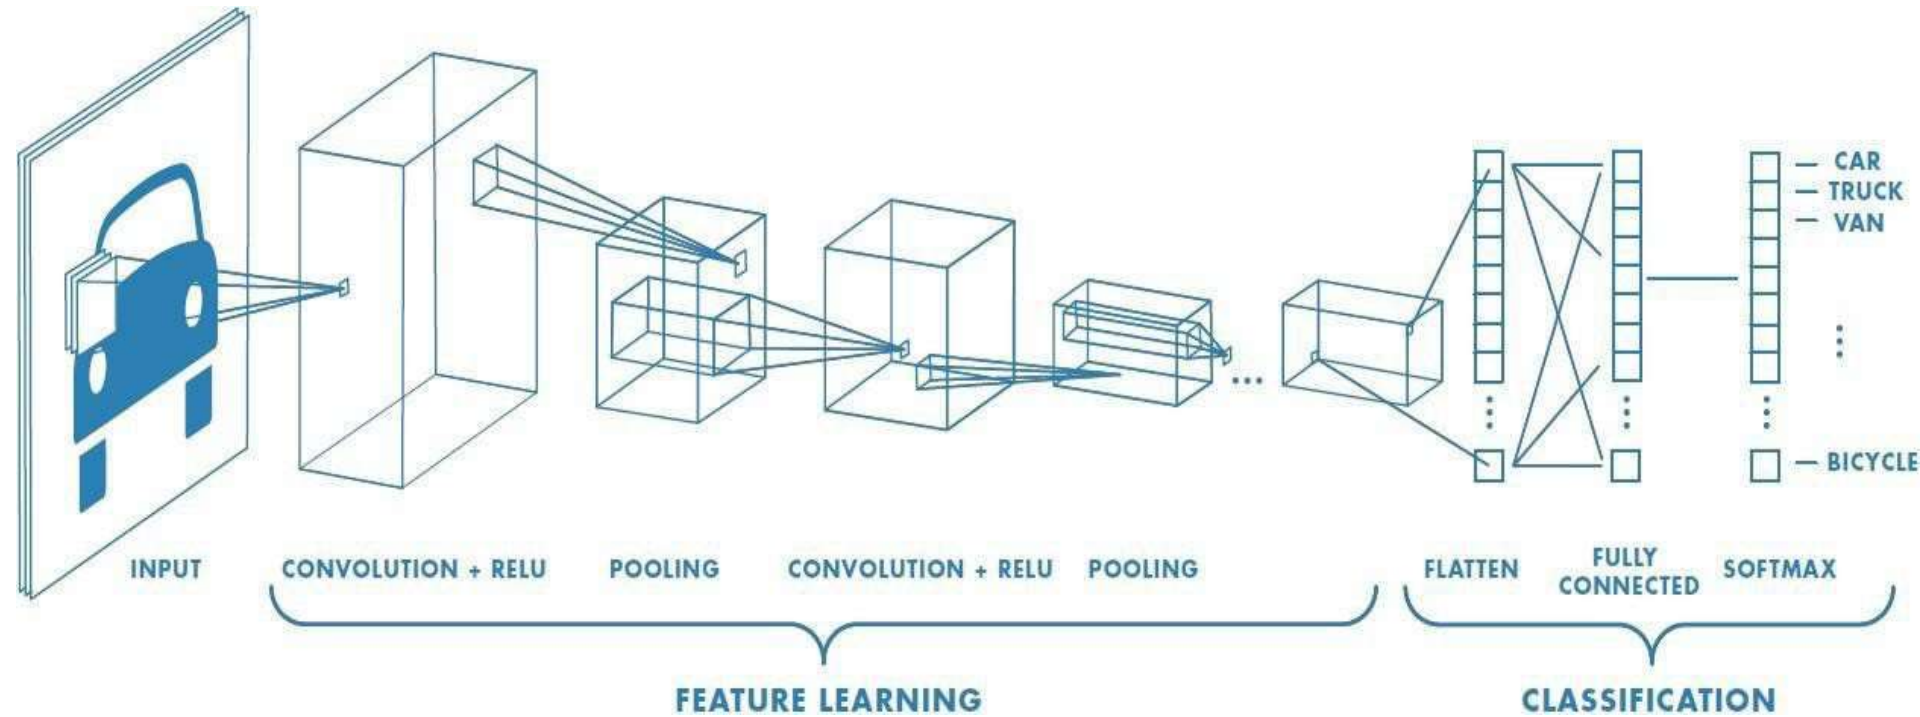 CAR
TRUCK
VAN
BICYCLE
INPUT
CONVOLUTION + RELU
POOLING
CONVOLUTION + RELU
POOLING
FLATTEN
FULLY
CONNECTED
SOFTMAX
FEATURE LEARNING
CLASSIFICATION